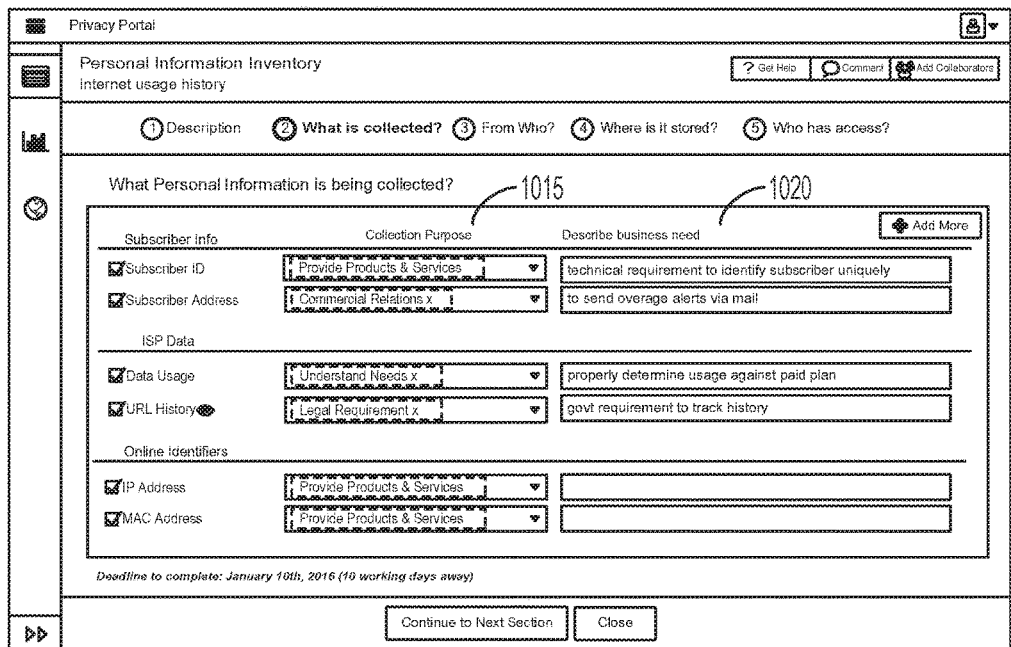 Privacy Portal
Personal Information Inventory
Internet usage history
? Get Help Comment Add Collaborators
1 Description 2 What is collected? 3 From Who? 4 Where is it stored? 5 Who has access?
What Personal Information is being collected?
1015 1020
Add More
Subscriber Info Collection Purpose Describe business need
Subscriber ID Provide Products & Services technical requirement to identify subscriber uniquely
Subscriber Address Commercial Relations x to send overage alerts via mail
ISP Data
Data Usage Understand Needs x properly determine usage against paid plan
URL History Legal Requirement x govt requirement to track history
Online Identifiers
IP Address Provide Products & Services
MAC Address Provide Products & Services
Deadline to complete: January 10th, 2016 (10 working days away)
Continue to Next Section Close